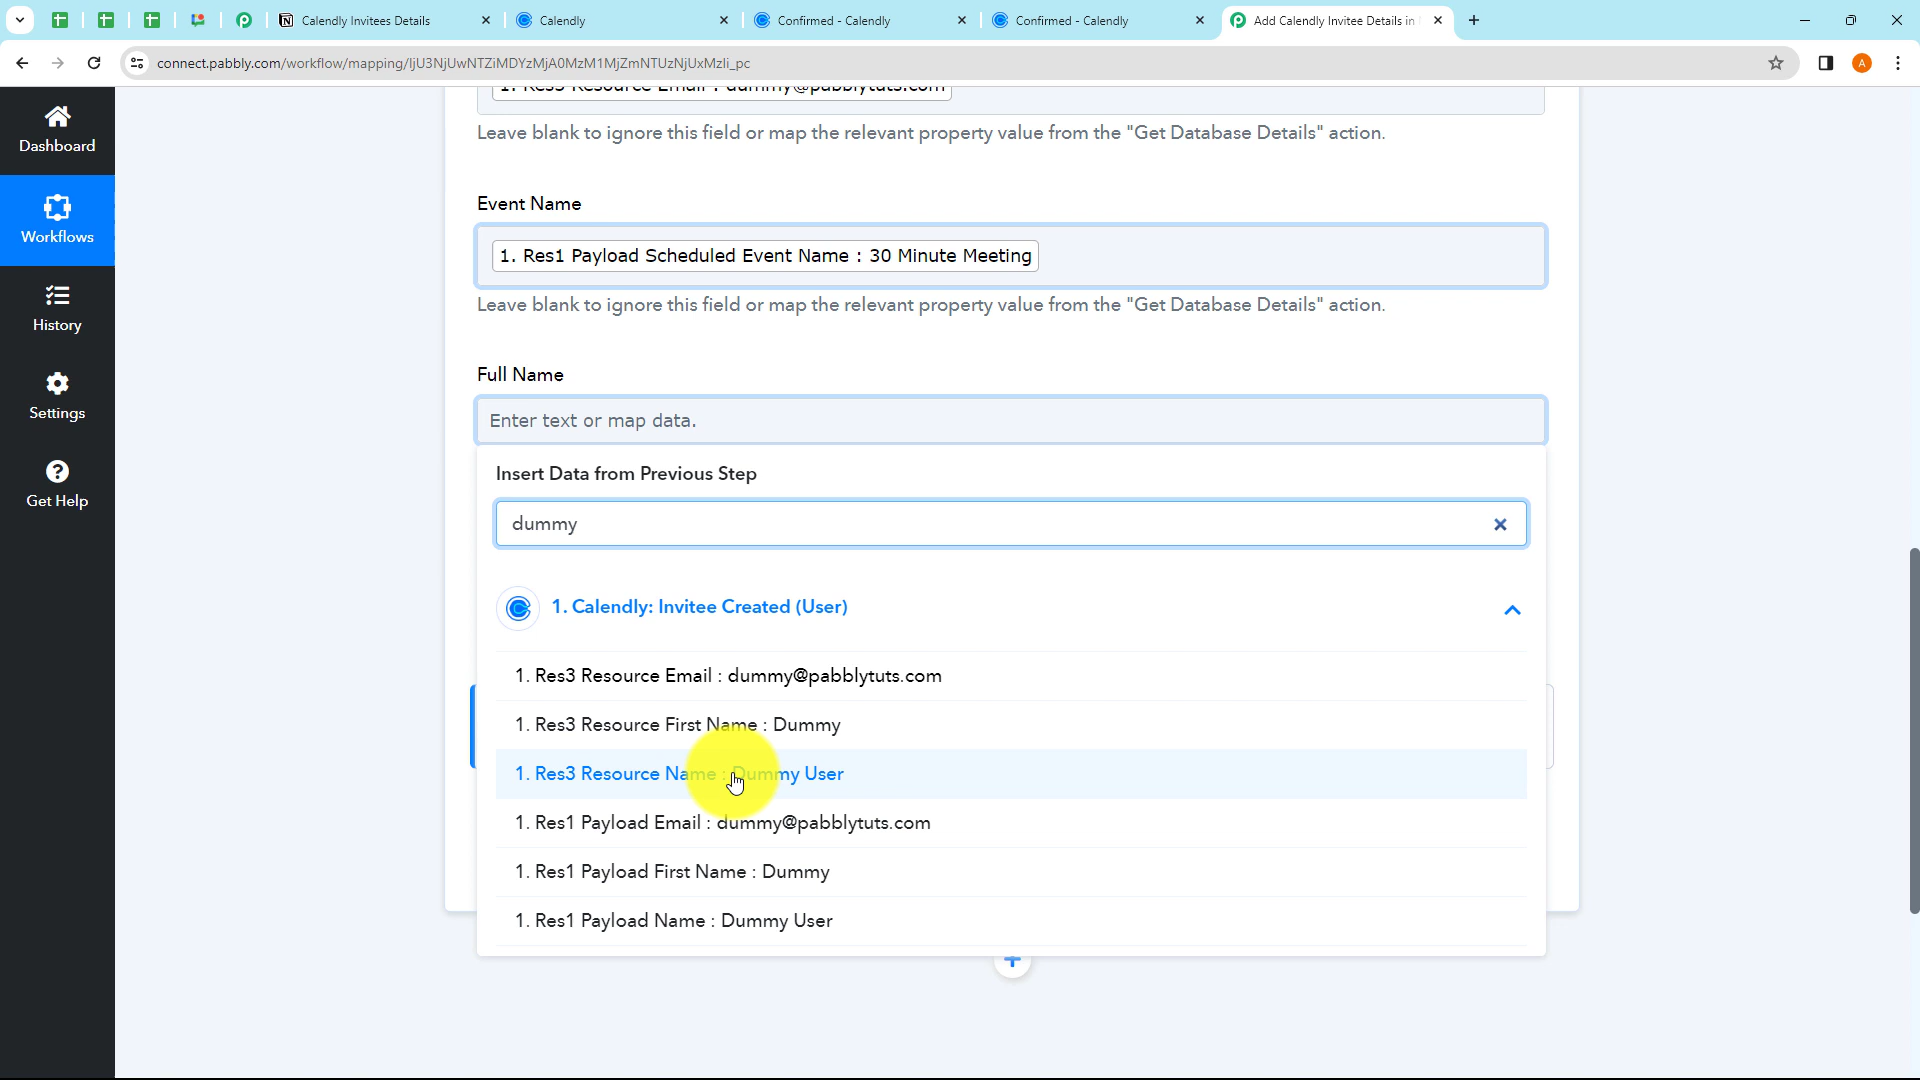 Calendly Invitees Details
Calendly
Confirmed - Calendly
Confirmed - Calendly
Add Calendly Invitee Details in
connect.pabbly.com/workflow/mapping/
A
Dashboard
Workflows
History
Settings
Get Help
1. Res3 Resource Email : dummy@pabblytuts.com
Leave blank to ignore this field or map the relevant property value from the "Get Database Details" action.
Event Name
1. Res1 Payload Scheduled Event Name : 30 Minute Meeting
Leave blank to ignore this field or map the relevant property value from the "Get Database Details" action.
Full Name
Enter text or map data.
Insert Data from Previous Step
dummy
1. Calendly: Invitee Created (User)
1. Res3 Resource Email : dummy@pabblytuts.com
1. Res3 Resource First Name : Dummy
1. Res3 Resource Name : Dummy User
1. Res1 Payload Email : dummy@pabblytuts.com
1. Res1 Payload First Name : Dummy
1. Res1 Payload Name : Dummy User